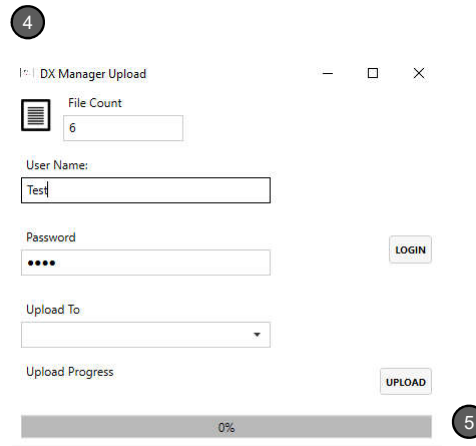 4
DX Manager Upload
File Count
6
User Name:
Test
Password
••••
LOGIN
Upload To
Upload Progress
UPLOAD
0%
5